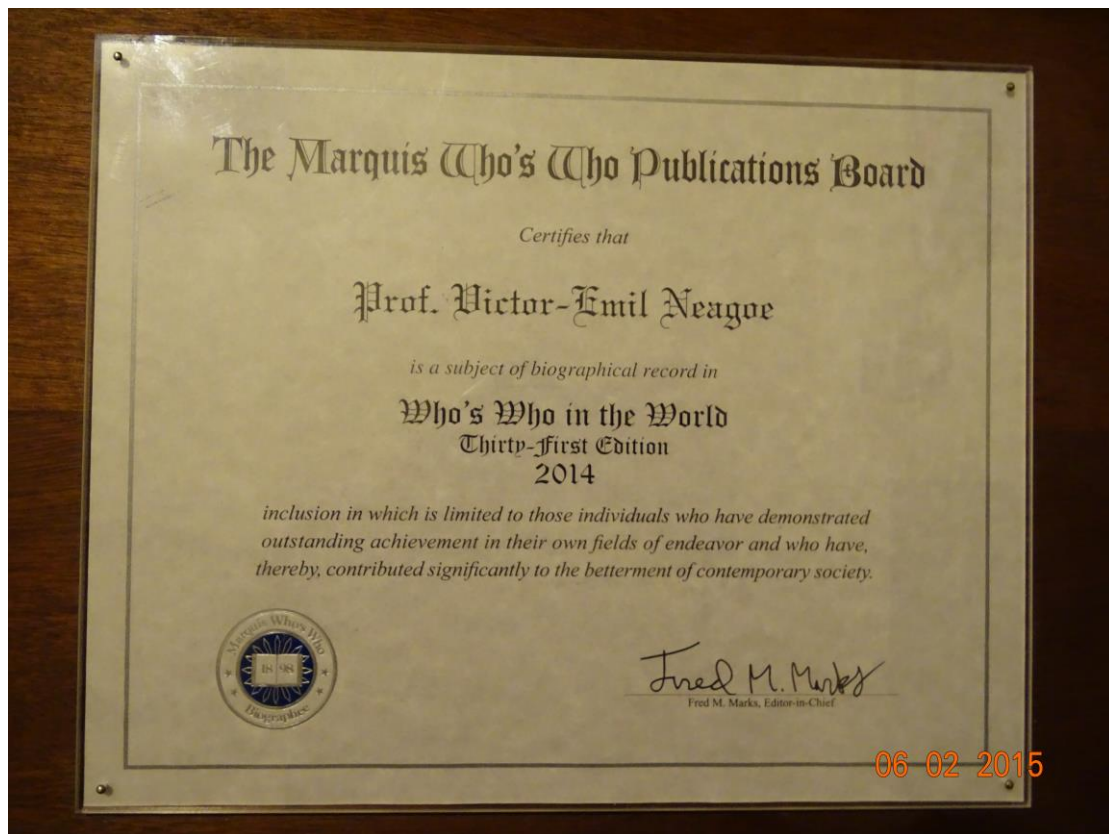 The Marquis Who's Who Publications Board
Certifies that
Prof. Victor-Emil Neagoe
is a subject of biographical record in
Who's Who in the World
Thirty-First Edition
2014
inclusion in which is limited to those individuals who have demonstrated
outstanding achievement in their own fields of endeavor and who have,
thereby, contributed significantly to the betterment of contemporary society.
Marquis Who's Who
18 98
Biographee
Fred M. Marks
Fred M. Marks, Editor-in-Chief
06 02 2015